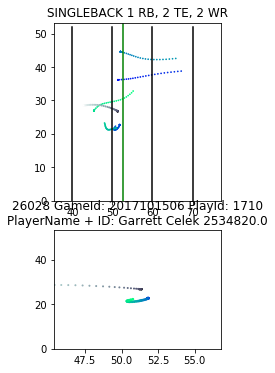 SINGLEBACK 1 RB, 2 TE, 2 WR
50
40
30
20
10
0
40 50 60 70
26028 GameId: 2017101506 PlayId: 1710
PlayerName + ID: Garrett Celek 2534820.0
40
20
0
47.5 50.0 52.5 55.0